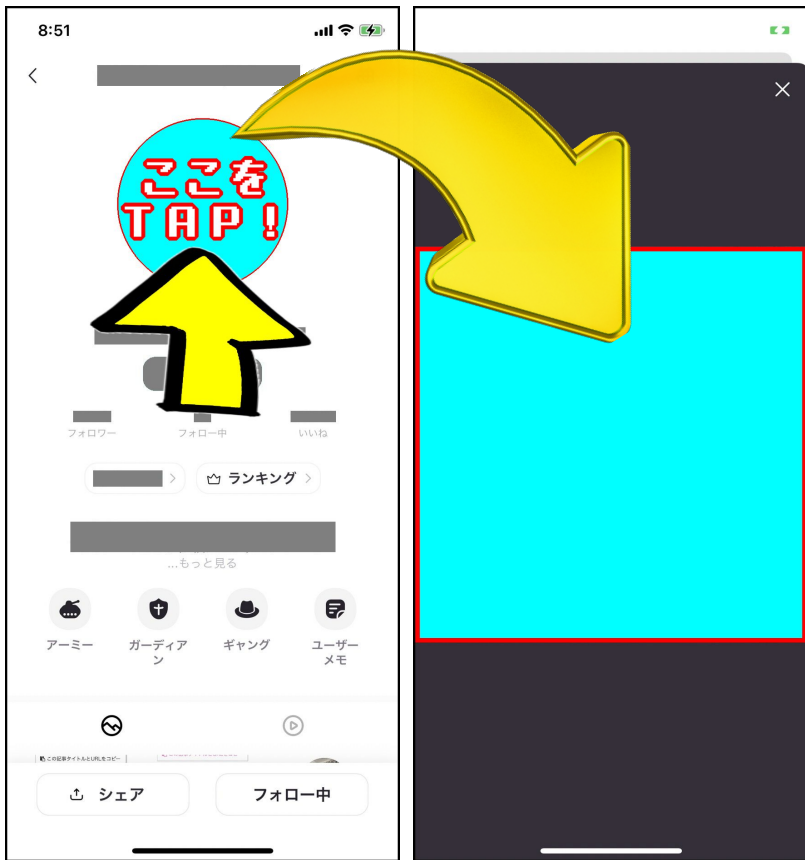 8:51
ここを
TAP!
フォロワー
フォロー中
いいね
ランキング
...もっと見る
アーミー
ガーディア
ン
ギャング
ユーザー
メモ
この記事タイトルとURLをコピー
シェア
フォロー中